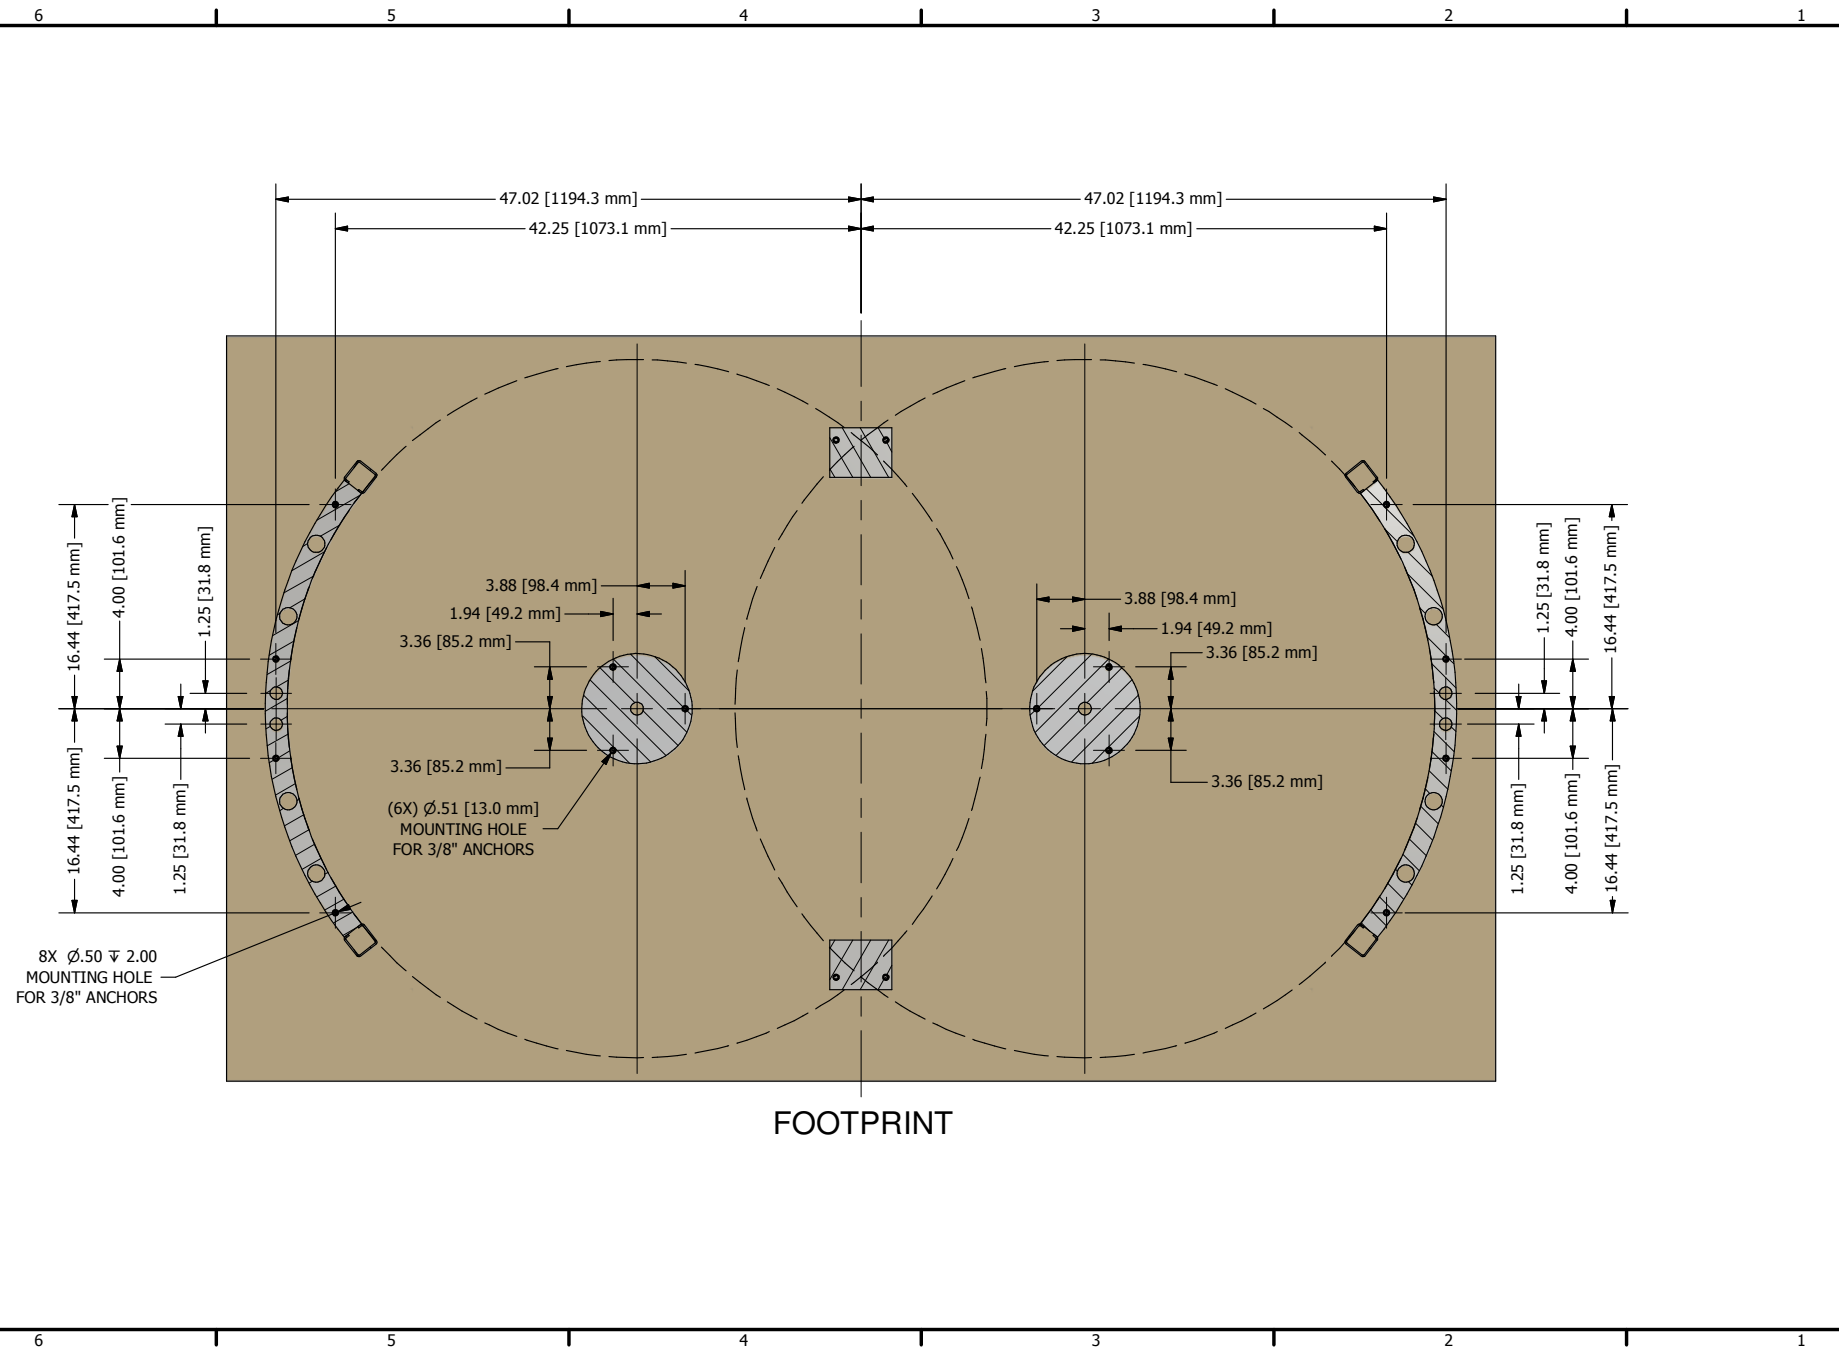 6 5 4 3 2 1
47.02 [1194.3 mm] 47.02 [1194.3 mm]
42.25 [1073.1 mm] 42.25 [1073.1 mm]
16.44 [417.5 mm]
4.00 [101.6 mm]
1.25 [31.8 mm]
16.44 [417.5 mm]
4.00 [101.6 mm]
1.25 [31.8 mm]
3.88 [98.4 mm]
1.94 [49.2 mm]
3.36 [85.2 mm]
3.36 [85.2 mm]
(6X) Ø.51 [13.0 mm]
MOUNTING HOLE
FOR 3/8" ANCHORS
3.88 [98.4 mm]
1.94 [49.2 mm]
3.36 [85.2 mm]
3.36 [85.2 mm]
1.25 [31.8 mm]
4.00 [101.6 mm]
16.44 [417.5 mm]
1.25 [31.8 mm]
4.00 [101.6 mm]
16.44 [417.5 mm]
8X Ø.50 ↧ 2.00
MOUNTING HOLE
FOR 3/8" ANCHORS
FOOTPRINT
6 5 4 3 2 1